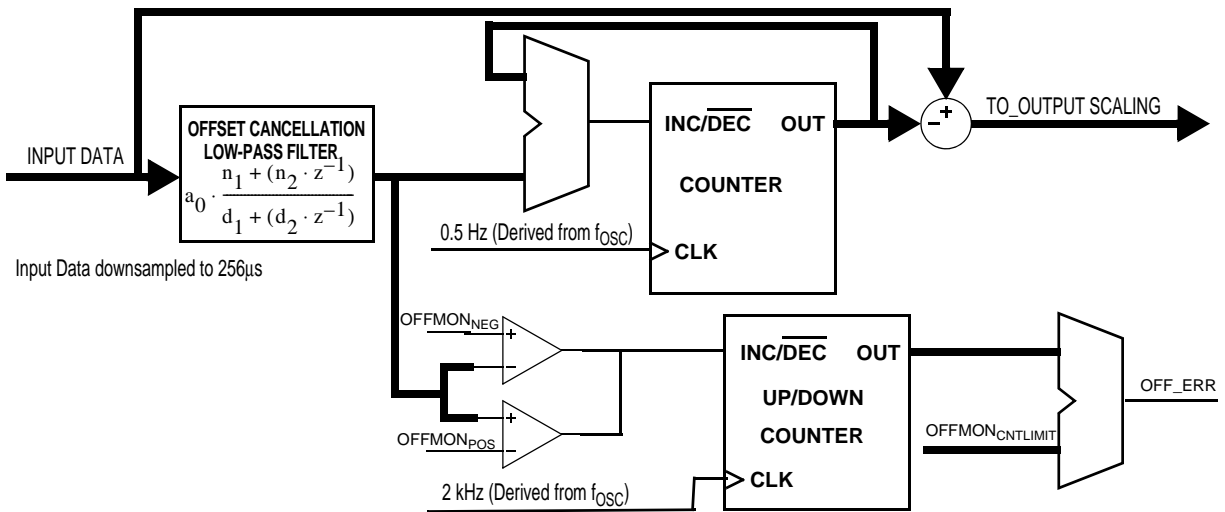 INPUT DATA
OFFSET CANCELLATION
LOW-PASS FILTER
a₀ · (n₁ + (n₂ · z⁻¹)) / (d₁ + (d₂ · z⁻¹))
Input Data downsampled to 256μs
INC/D̅E̅C̅ OUT
COUNTER
0.5 Hz (Derived from fOSC)
CLK
- +
TO_OUTPUT SCALING
OFFMONNEG
+
-
+
-
OFFMONPOS
INC/D̅E̅C̅ OUT
UP/DOWN
COUNTER
2 kHz (Derived from fOSC)
CLK
OFFMONCNTLIMIT
OFF_ERR